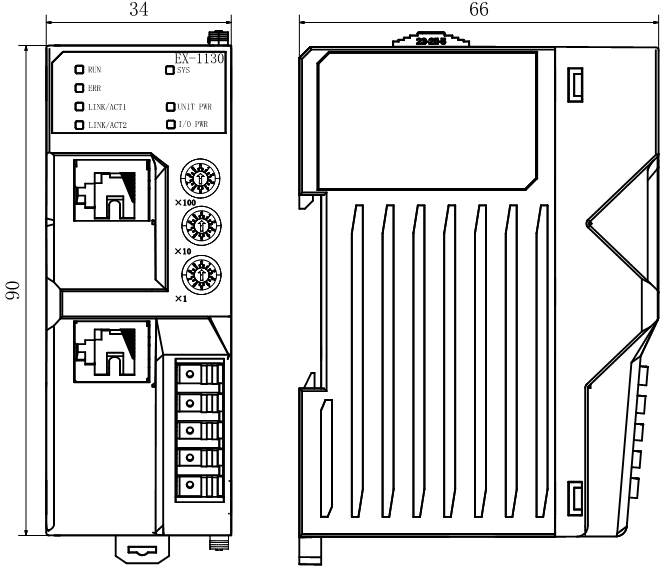 34
66
EX-1130
RUN
SYS
ERR
LINK/ACT1
UNIT PWR
LINK/ACT2
I/O PWR
×100
×10
×1
90